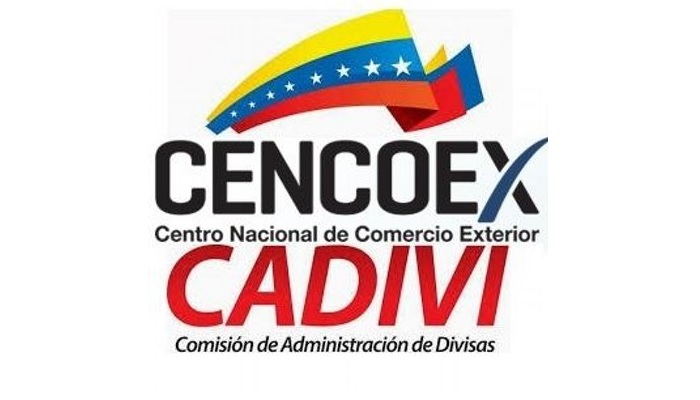 CENCOEX
Centro Nacional de Comercio Exterior
CADIVI
Comisión de Administración de Divisas